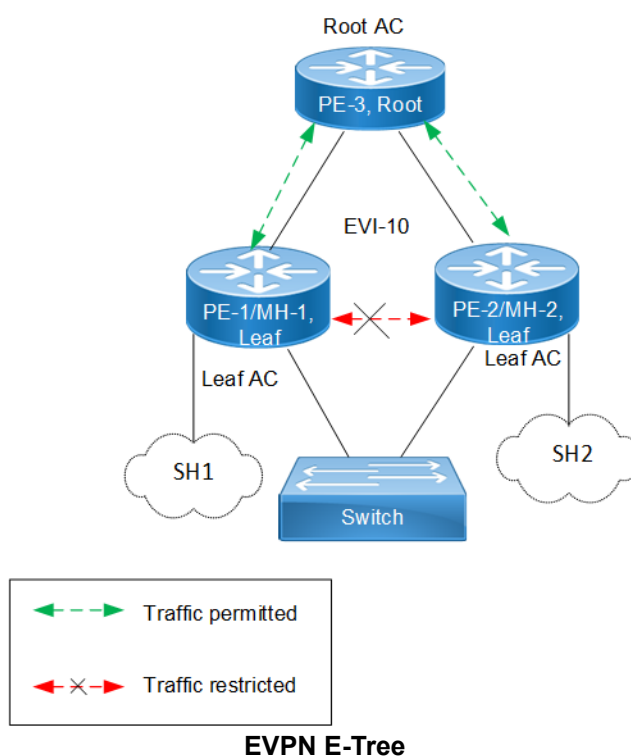 Root AC
PE-3, Root
EVI-10
PE-1/MH-1,
Leaf
PE-2/MH-2,
Leaf
Leaf AC
Leaf AC
SH1
SH2
Switch
Traffic permitted
Traffic restricted
EVPN E-Tree